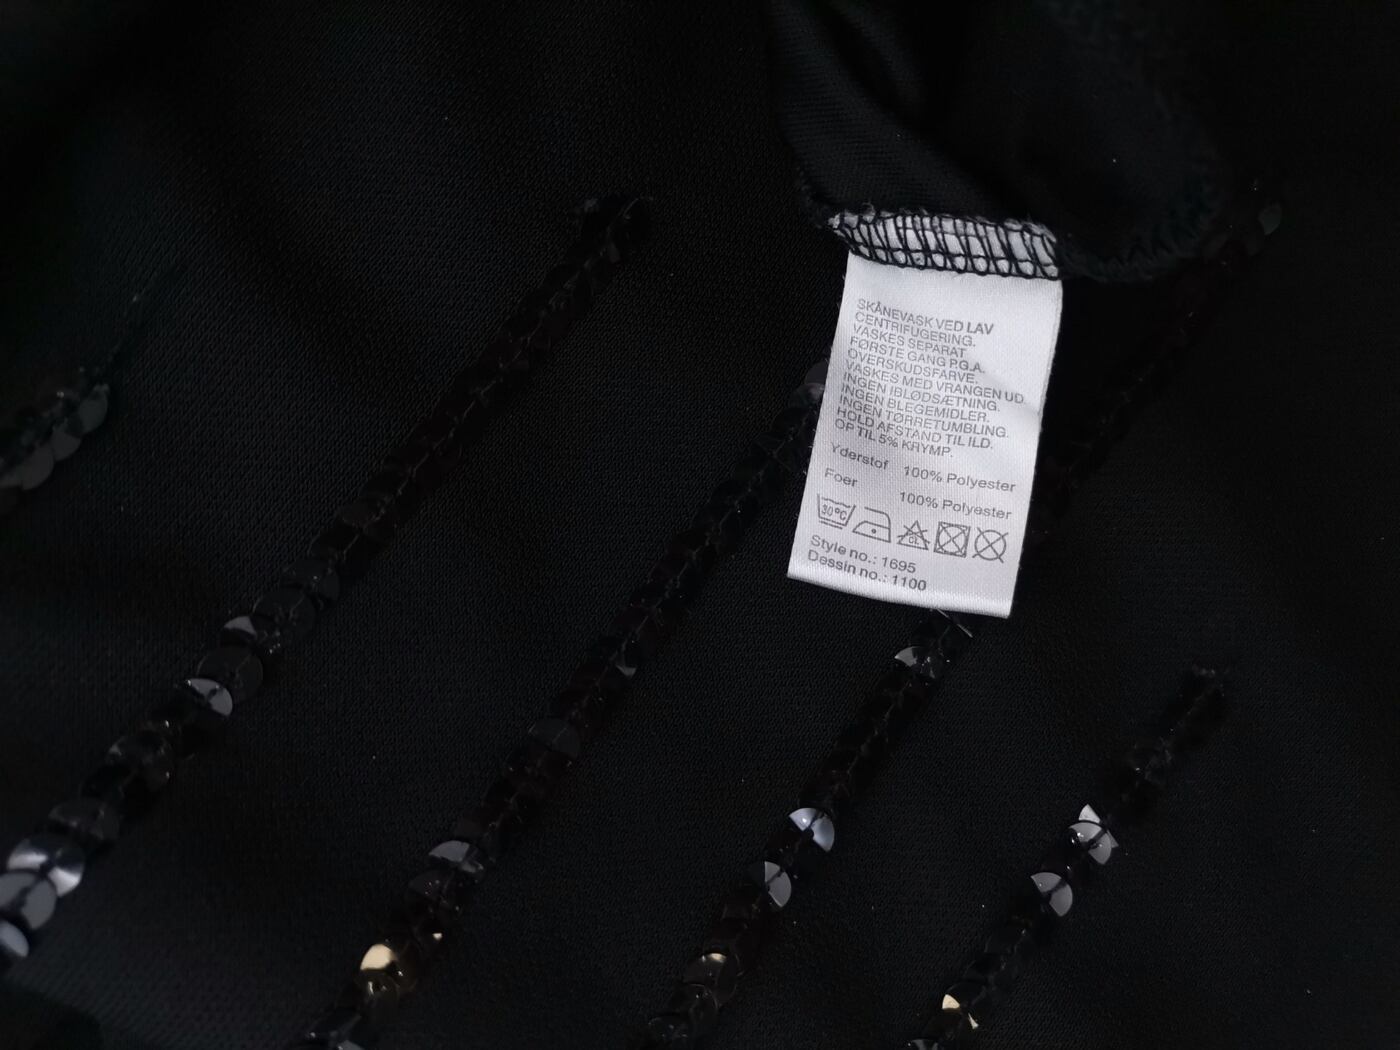 SKÅNEVASK VED LAV
CENTRIFUGERING.
VASKES SEPARAT
FØRSTE GANG P.G.A.
OVERSKUDSFARVE.
VASKES MED VRANGEN UD.
INGEN IBLØDSÆTNING.
INGEN BLEGEMIDLER.
INGEN TØRRETUMBLING.
HOLD AFSTAND TIL ILD.
OP TIL 5% KRYMP.
Yderstof 100% Polyester
Foer 100% Polyester
30°C CL
Style no.: 1695
Dessin no.: 1100